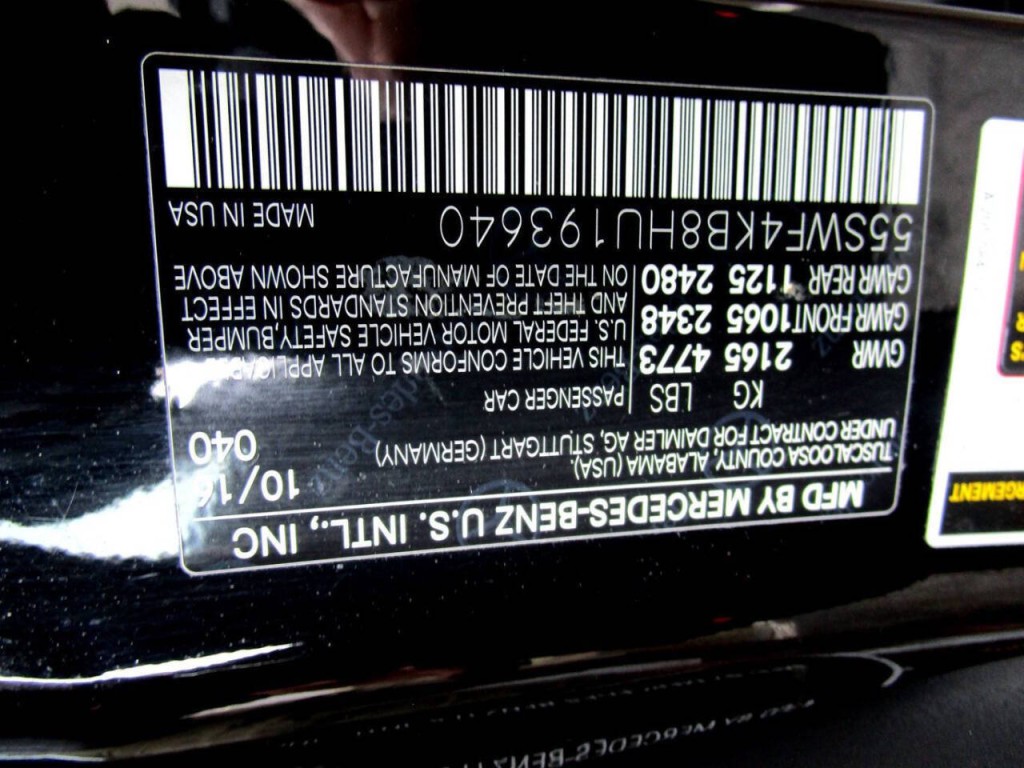 MFD BY MERCEDES-BENZ U.S. INTL., INC
TUSCALOOSA COUNTY, ALABAMA (USA).
UNDER CONTRACT FOR DAIMLER AG, STUTTGART (GERMANY)
10/16
040
KG LBS
GVWR 2165 4773
GAWR FRONT 1065 2348
GAWR REAR 1125 2480
PASSENGER CAR
THIS VEHICLE CONFORMS TO ALL APPLICABLE
U.S. FEDERAL MOTOR VEHICLE SAFETY, BUMPER
AND THEFT PREVENTION STANDARDS IN EFFECT
ON THE DATE OF MANUFACTURE SHOWN ABOVE
55SWF4KB8HU193640 MADE IN USA